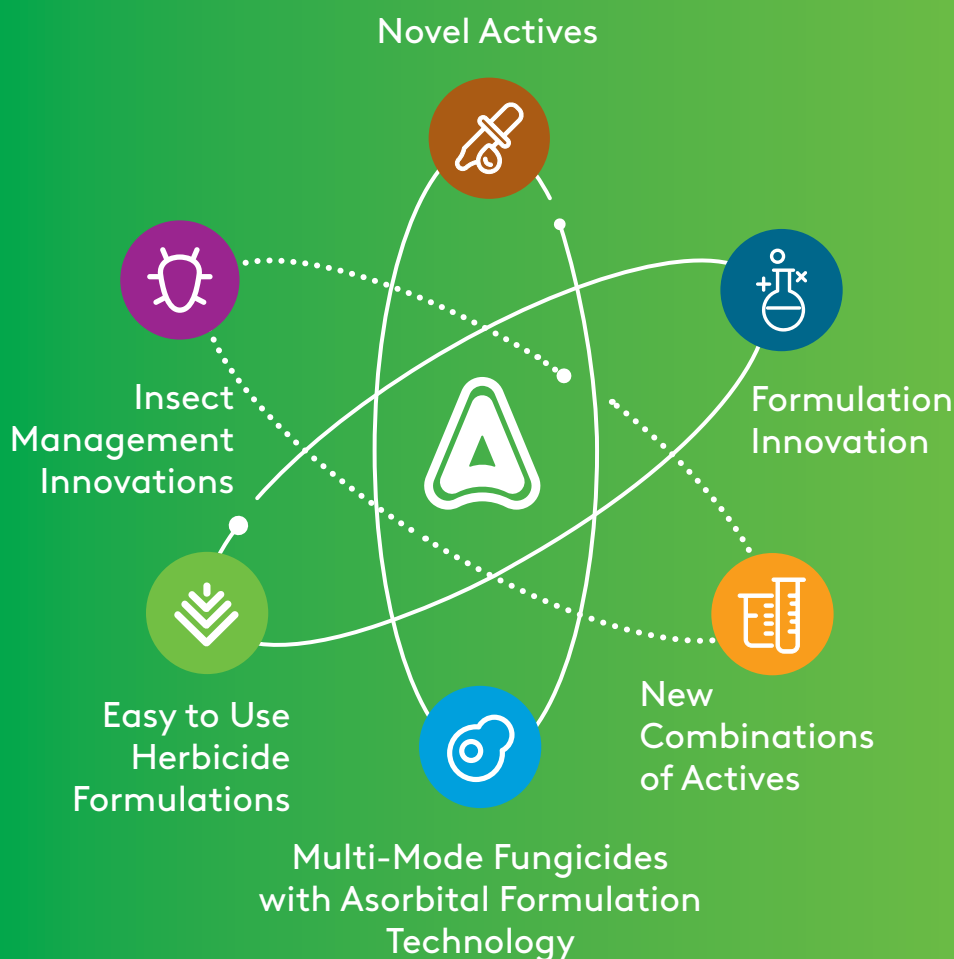 Novel Actives
Insect
Management
Innovations
Formulation
Innovation
Easy to Use
Herbicide
Formulations
New
Combinations
of Actives
Multi-Mode Fungicides
with Asorbital Formulation
Technology